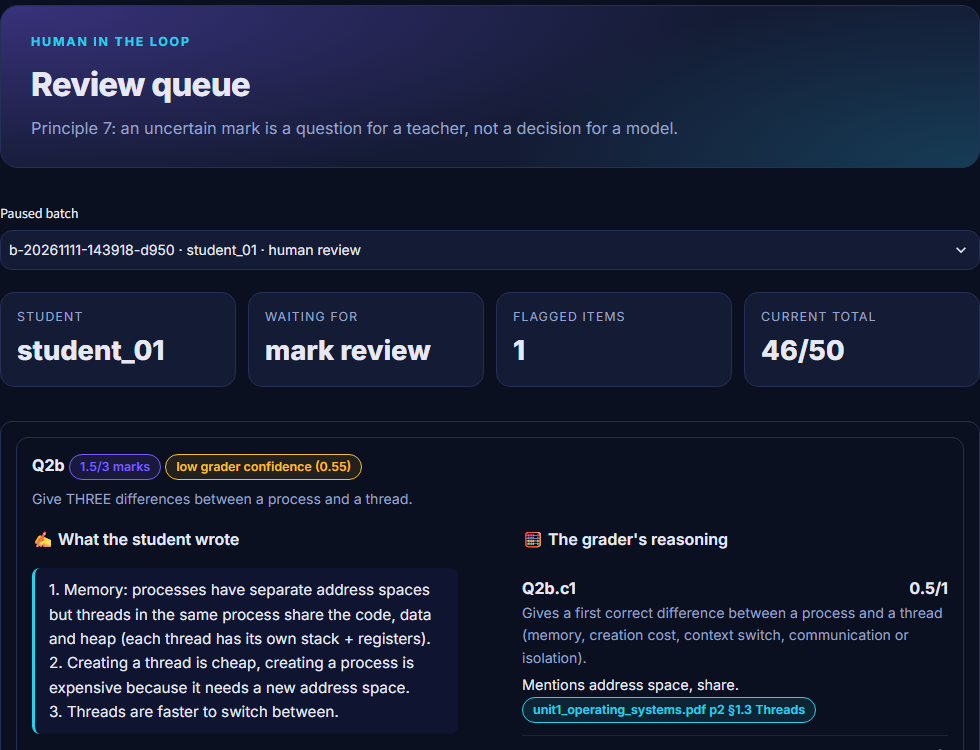 HUMAN IN THE LOOP
Review queue
Principle 7: an uncertain mark is a question for a teacher, not a decision for a model.
Paused batch
b-20261111-143918-d950 · student_01 · human review
STUDENT
student_01
WAITING FOR
mark review
FLAGGED ITEMS
1
CURRENT TOTAL
46/50
Q2b 1.5/3 marks low grader confidence (0.55)
Give THREE differences between a process and a thread.
✍️ What the student wrote
1. Memory: processes have separate address spaces
but threads in the same process share the code, data
and heap (each thread has its own stack + registers).
2. Creating a thread is cheap, creating a process is
expensive because it needs a new address space.
3. Threads are faster to switch between.
🧮 The grader's reasoning
Q2b.c1 0.5/1
Gives a first correct difference between a process and a thread
(memory, creation cost, context switch, communication or
isolation).
Mentions address space, share.
unit1_operating_systems.pdf p2 §1.3 Threads